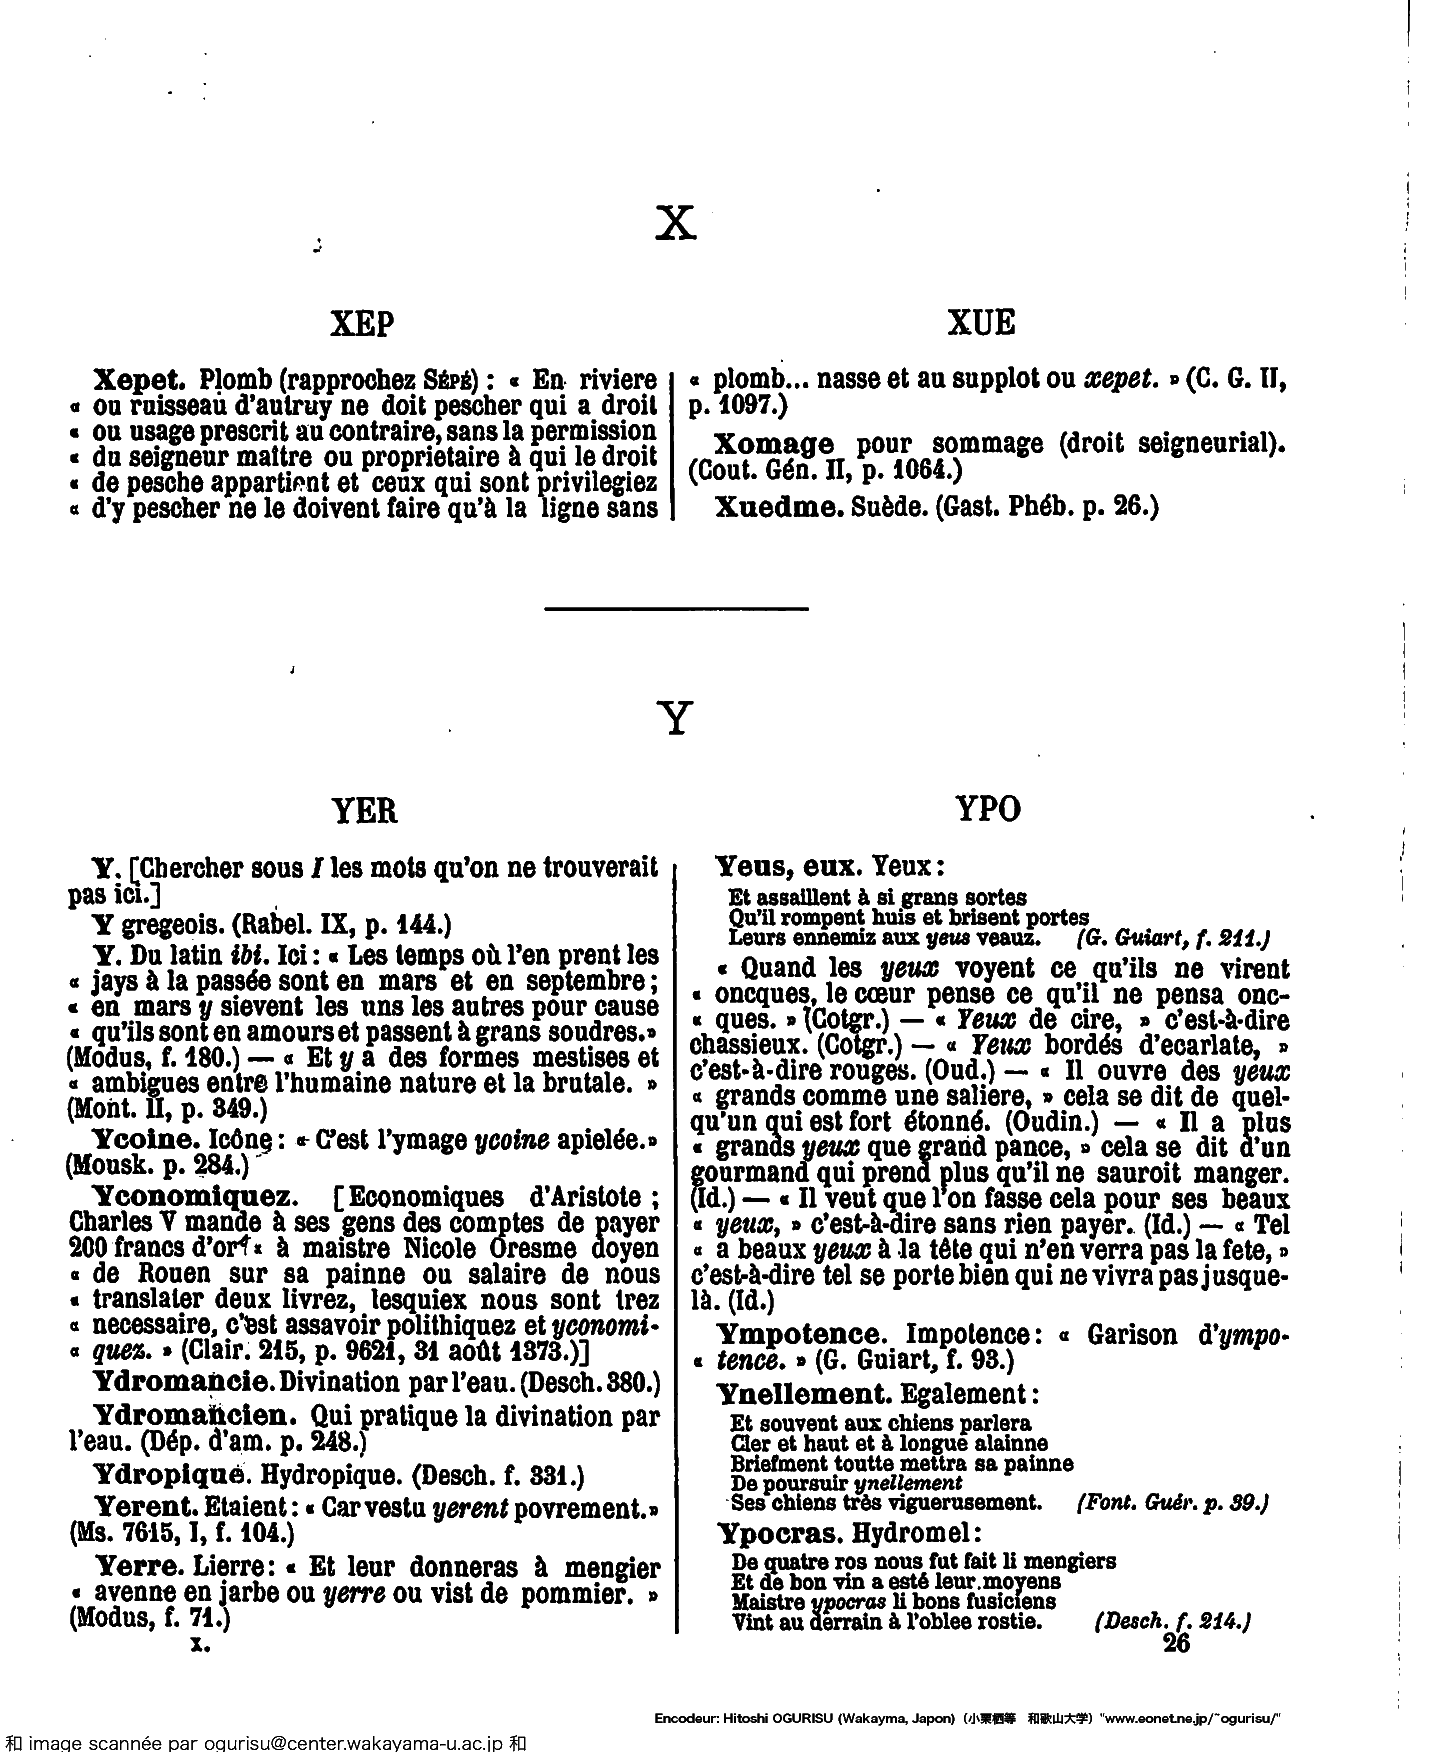 X
XEP
XUE
Xepet. Plomb (rapprochez SÉPÉ) : « En riviere
« ou ruisseau d'autruy ne doit pescher qui a droit
« ou usage prescrit au contraire, sans la permission
« du seigneur maître ou proprietaire à qui le droit
« de pesche appartient et ceux qui sont privilegiez
« d'y pescher ne le doivent faire qu'à la ligne sans
« plomb... nasse et au supplot ou xepet. » (C. G. II,
p. 1097.)
Xomage pour sommage (droit seigneurial).
(Cout. Gén. II, p. 1064.)
Xuedme. Suède. (Gast. Phéb. p. 26.)
Y
YER
YPO
Y. [Chercher sous I les mots qu'on ne trouverait
pas ici.]
Y gregeois. (Rabel. IX, p. 144.)
Y. Du latin ibi. Ici : « Les temps où l'en prent les
« jays à la passée sont en mars et en septembre ;
« en mars y sievent les uns les autres pour cause
« qu'ils sont en amours et passent à grans soudres.»
(Modus, f. 180.) — « Et y a des formes mestises et
« ambigues entre l'humaine nature et la brutale. »
(Mont. II, p. 349.)
Ycoine. Icône : « C'est l'ymage ycoine apielée.»
(Mousk. p. 284.)
Yconomiquez. [Economiques d'Aristote ;
Charles V mande à ses gens des comptes de payer
200 francs d'or « à maistre Nicole Oresme doyen
« de Rouen sur sa painne ou salaire de nous
« translater deux livrez, lesquiex nous sont trez
« necessaire, c'est assavoir polithiquez et yconomi-
« quez. » (Clair. 215, p. 9621, 31 août 1373.)]
Ydromancie. Divination par l'eau. (Desch. 380.)
Ydromancien. Qui pratique la divination par
l'eau. (Dép. d'am. p. 248.)
Ydropique. Hydropique. (Desch. f. 331.)
Yerent. Etaient : « Car vestu yerent povrement.»
(Ms. 7615, I, f. 104.)
Yerre. Lierre : « Et leur donneras à mengier
« avenne en jarbe ou yerre ou vist de pommier. »
(Modus, f. 71.)
X.
Yeus, eux. Yeux :
Et assaillent à si grans sortes
Qu'il rompent huis et brisent portes
Leurs ennemiz aux yeus veauz. (G. Guiart, f. 211.)
« Quand les yeux voyent ce qu'ils ne virent
« oncques, le cœur pense ce qu'il ne pensa onc-
« ques. » (Cotgr.) — « Yeux de cire, » c'est-à-dire
chassieux. (Cotgr.) — « Yeux bordés d'ecarlate, »
c'est-à-dire rouges. (Oud.) — « Il ouvre des yeux
« grands comme une saliere, » cela se dit de quel-
qu'un qui est fort étonné. (Oudin.) — « Il a plus
« grands yeux que grand pance, » cela se dit d'un
gourmand qui prend plus qu'il ne sauroit manger.
(Id.) — « Il veut que l'on fasse cela pour ses beaux
« yeux, » c'est-à-dire sans rien payer. (Id.) — « Tel
« a beaux yeux à la tête qui n'en verra pas la fete, »
c'est-à-dire tel se porte bien qui ne vivra pas jusque-
là. (Id.)
Ympotence. Impotence : « Garison d'ympo-
« tence. » (G. Guiart, f. 93.)
Ynellement. Egalement :
Et souvent aux chiens parlera
Cler et haut et à longue alainne
Briefment toutte mettra sa painne
De poursuir ynellement
Ses chiens très viguerusement. (Font. Guér. p. 39.)
Ypocras. Hydromel :
De quatre ros nous fut fait li mengiers
Et de bon vin a esté leur moyens
Maistre ypocras li bons fusiciens
Vint au derrain à l'oblee rostie. (Desch. f. 214.)
26
Encodeur: Hitoshi OGURISU (Wakayma, Japon) (小栗栖等 和歌山大学) "www.eonet.ne.jp/~ogurisu/"
和 image scannée par ogurisu@center.wakayama-u.ac.jp 和